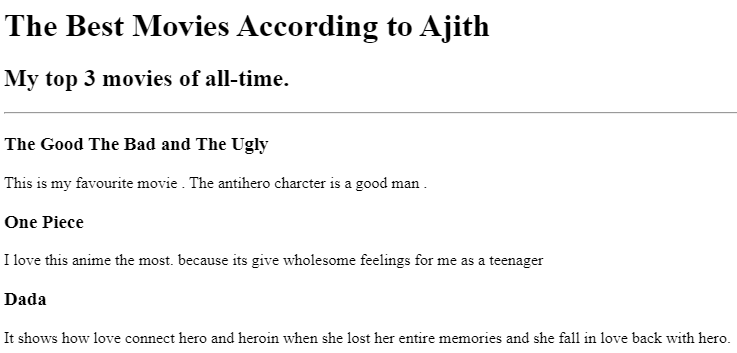 The Best Movies According to Ajith
My top 3 movies of all-time.
The Good The Bad and The Ugly
This is my favourite movie . The antihero charcter is a good man .
One Piece
I love this anime the most. because its give wholesome feelings for me as a teenager
Dada
It shows how love connect hero and heroin when she lost her entire memories and she fall in love back with hero.